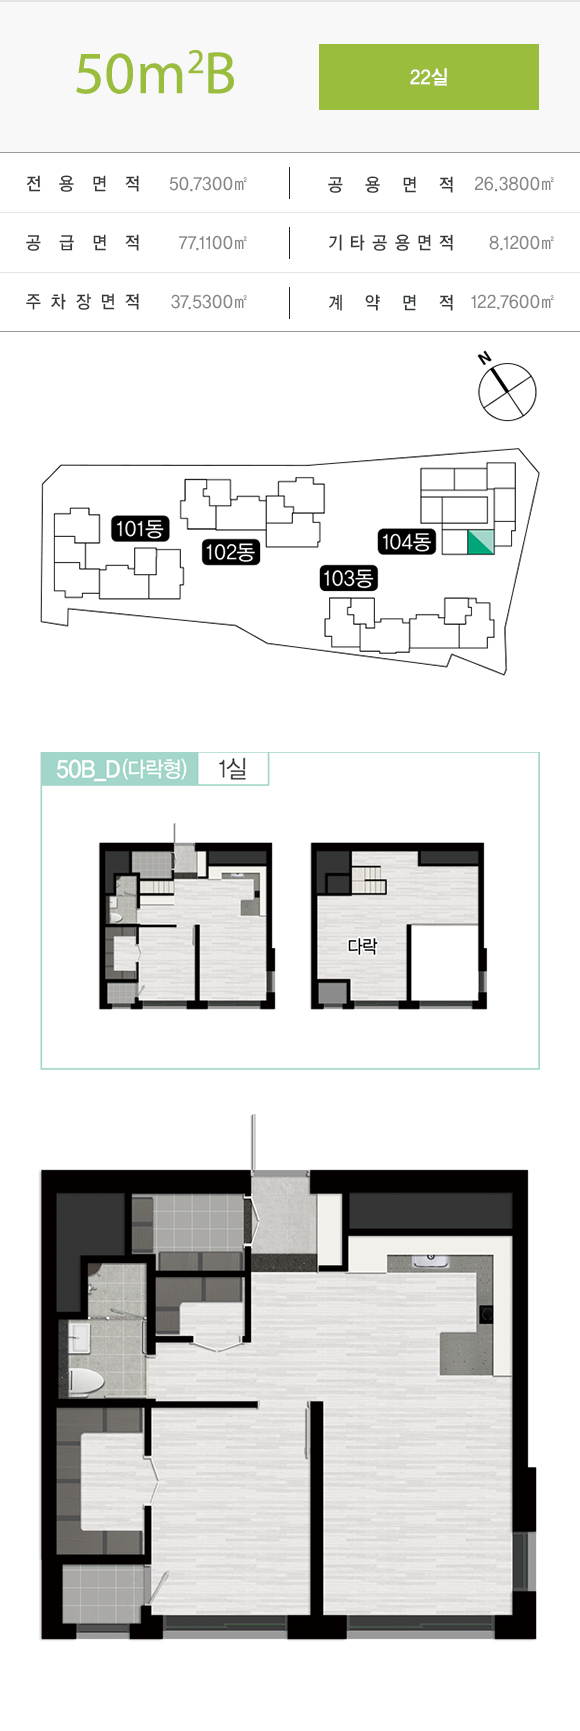 50m²B
22실
전용면적 50.7300㎡ 공용면적 26.3800㎡
공급면적 77.1100㎡ 기타공용면적 8.1200㎡
주차장면적 37.5300㎡ 계약면적 122.7600㎡
N
101동
102동
104동
103동
50B_D(다락형) 1실
다락